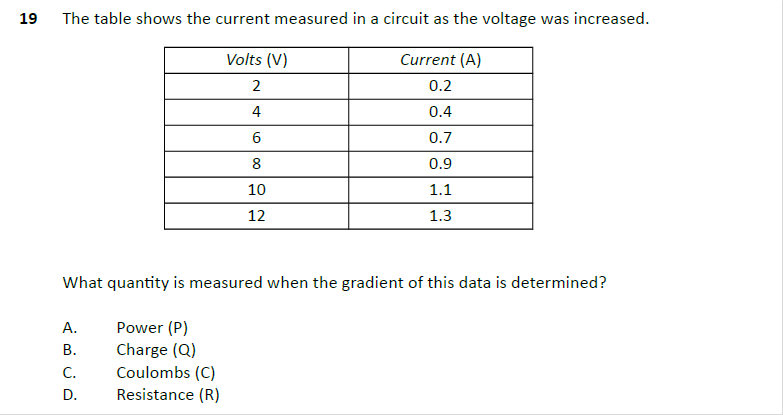 19 The table shows the current measured in a circuit as the voltage was increased.
Volts (V) Current (A)
2 0.2
4 0.4
6 0.7
8 0.9
10 1.1
12 1.3
What quantity is measured when the gradient of this data is determined?
A. Power (P)
B. Charge (Q)
C. Coulombs (C)
D. Resistance (R)